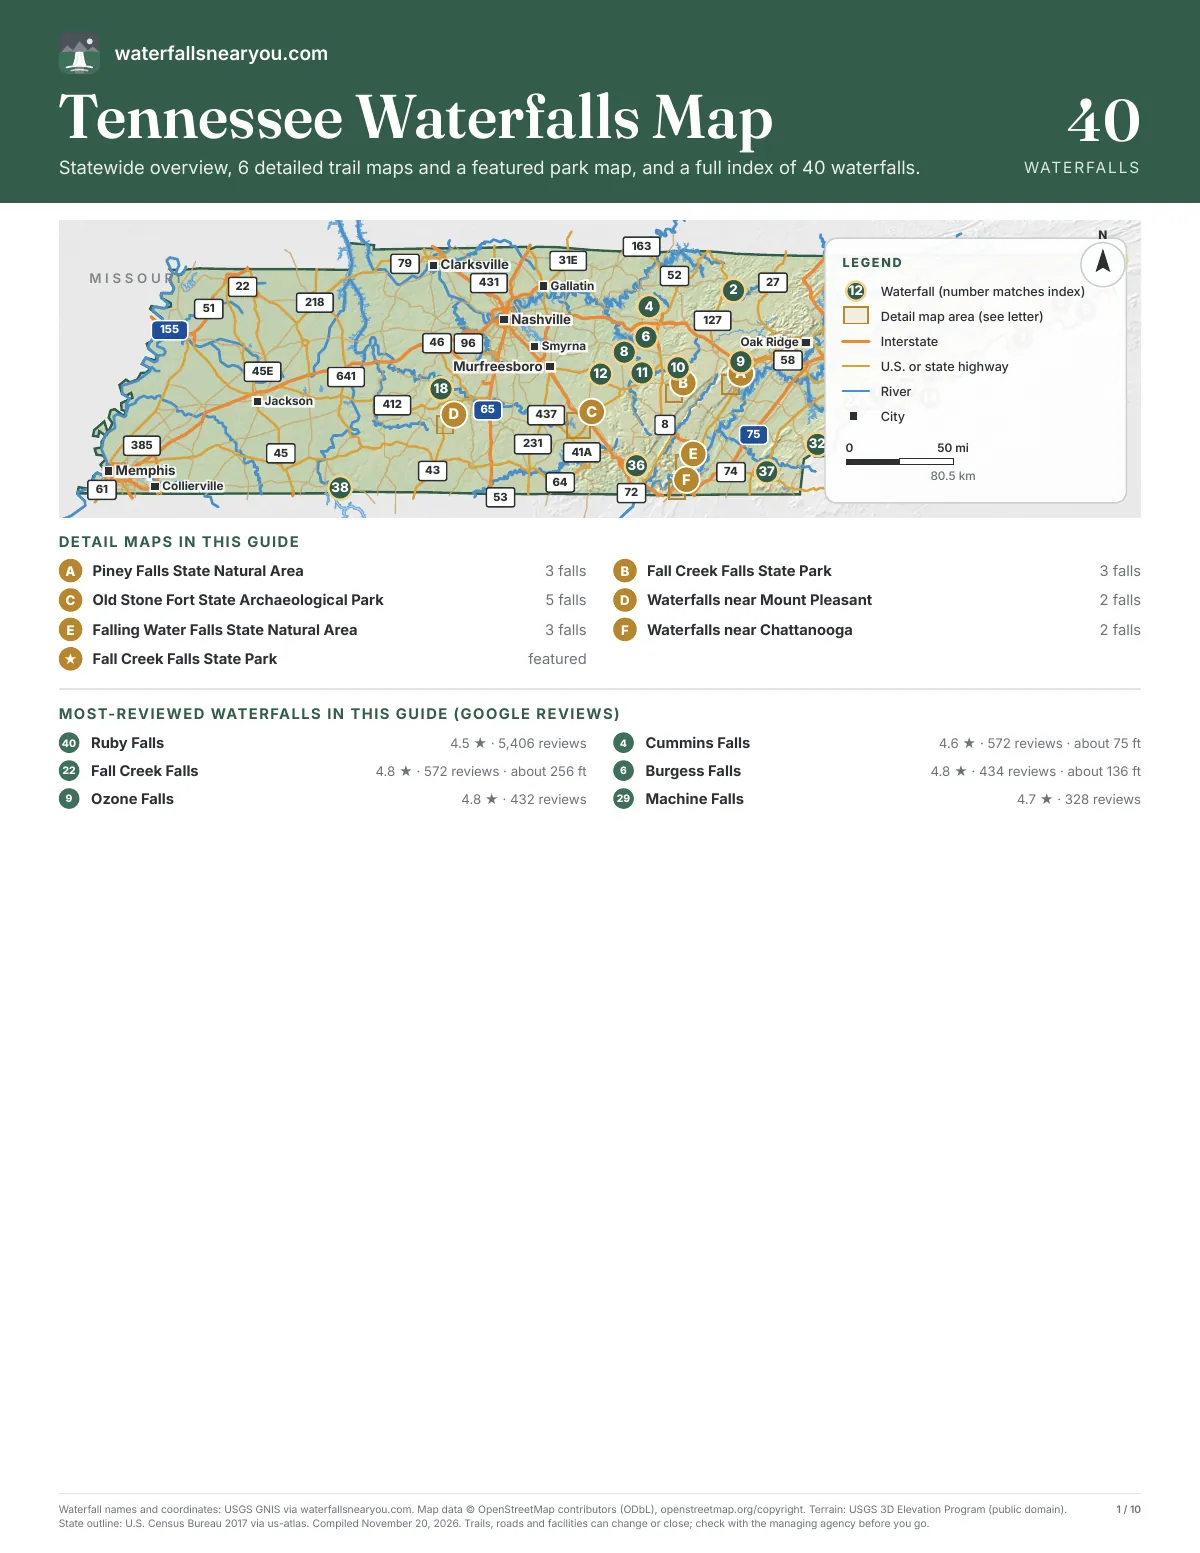 waterfallsnearyou.com
Tennessee Waterfalls Map
40
Statewide overview, 6 detailed trail maps and a featured park map, and a full index of 40 waterfalls.
WATERFALLS
MISSOURI
163
79
Clarksville
31E
22
431
Gallatin
52
2
27
51
218
4
155
Nashville
127
46
96
Smyrna
6
Oak Ridge
8
9
58
45E
641
Murfreesboro
12
11
10
A
B
18
Jackson
412
D
65
437
C
8
75
32
385
45
231
41A
E
Memphis
43
36
74
37
F
61
Collierville
38
64
53
72
N
LEGEND
12 Waterfall (number matches index)
Detail map area (see letter)
Interstate
U.S. or state highway
River
City
0 50 mi
80.5 km
DETAIL MAPS IN THIS GUIDE
A Piney Falls State Natural Area 3 falls
B Fall Creek Falls State Park 3 falls
C Old Stone Fort State Archaeological Park 5 falls
D Waterfalls near Mount Pleasant 2 falls
E Falling Water Falls State Natural Area 3 falls
F Waterfalls near Chattanooga 2 falls
★ Fall Creek Falls State Park featured
MOST-REVIEWED WATERFALLS IN THIS GUIDE (GOOGLE REVIEWS)
40 Ruby Falls 4.5 ★ · 5,406 reviews
4 Cummins Falls 4.6 ★ · 572 reviews · about 75 ft
22 Fall Creek Falls 4.8 ★ · 572 reviews · about 256 ft
6 Burgess Falls 4.8 ★ · 434 reviews · about 136 ft
9 Ozone Falls 4.8 ★ · 432 reviews
29 Machine Falls 4.7 ★ · 328 reviews
Waterfall names and coordinates: USGS GNIS via waterfallsnearyou.com. Map data © OpenStreetMap contributors (ODbL), openstreetmap.org/copyright. Terrain: USGS 3D Elevation Program (public domain).
1 / 10
State outline: U.S. Census Bureau 2017 via us-atlas. Compiled November 20, 2026. Trails, roads and facilities can change or close; check with the managing agency before you go.